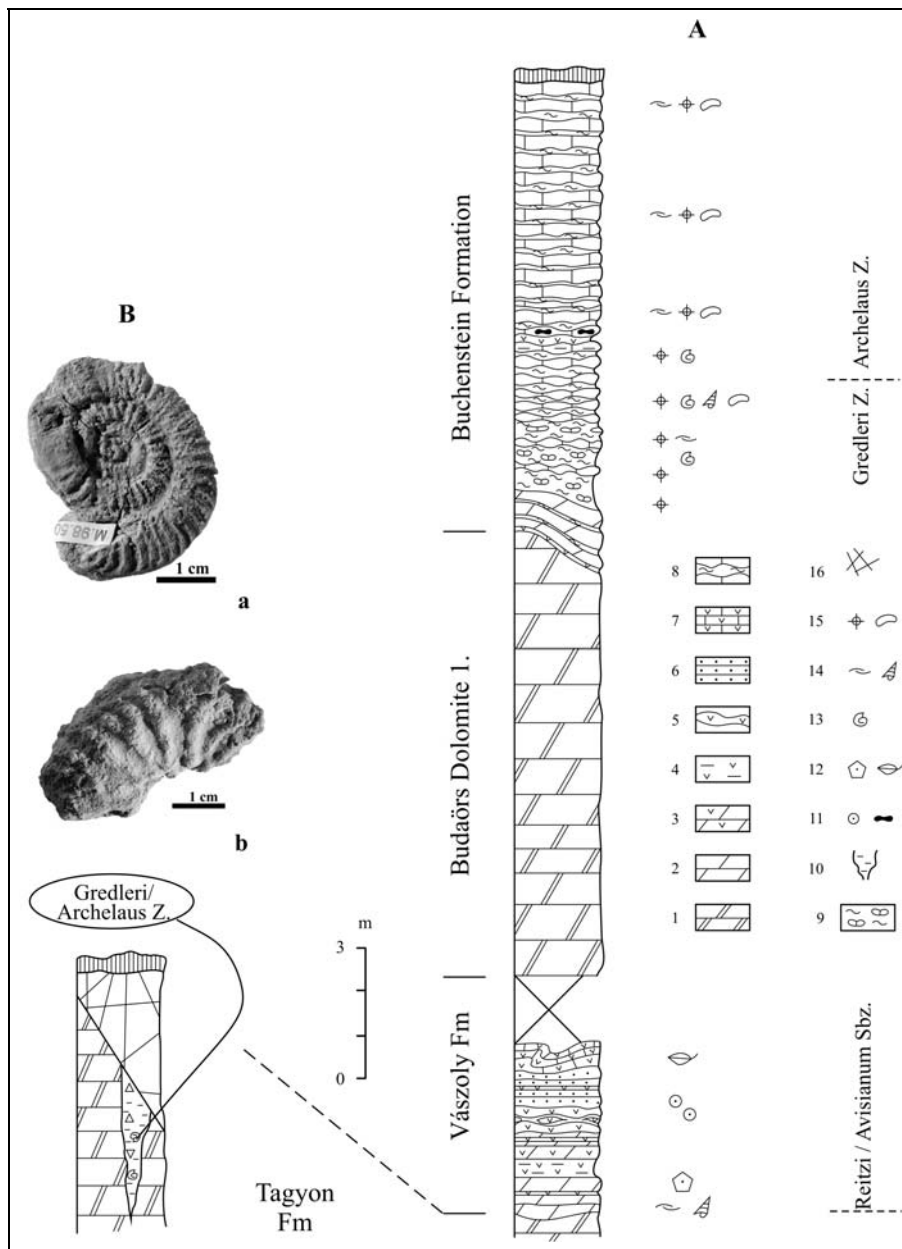 A
Buchenstein Formation
Archelaus Z.
Gredleri Z.
B
M.98.50
1 cm
a
1 cm
b
Budaörs Dolomite 1.
8
16
7
15
6
14
5
13
4
12
3
11
2
10
1
9
Gredleri/
Archelaus Z.
m
3
0
Vászoly Fm
Reitzi / Avisianum Sbz.
Tagyon
Fm